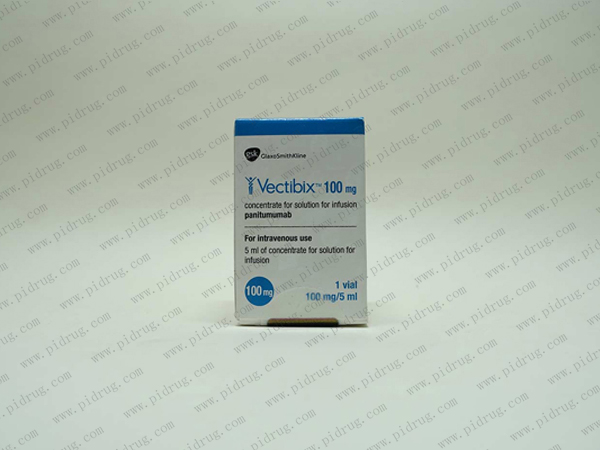 gsk GlaxoSmithKline
Vectibix™ 100 mg
concentrate for solution for infusion
panitumumab
For intravenous use
5 ml of concentrate for solution for
infusion
100 mg
1 vial
100 mg/5 ml
www.pidrug.com